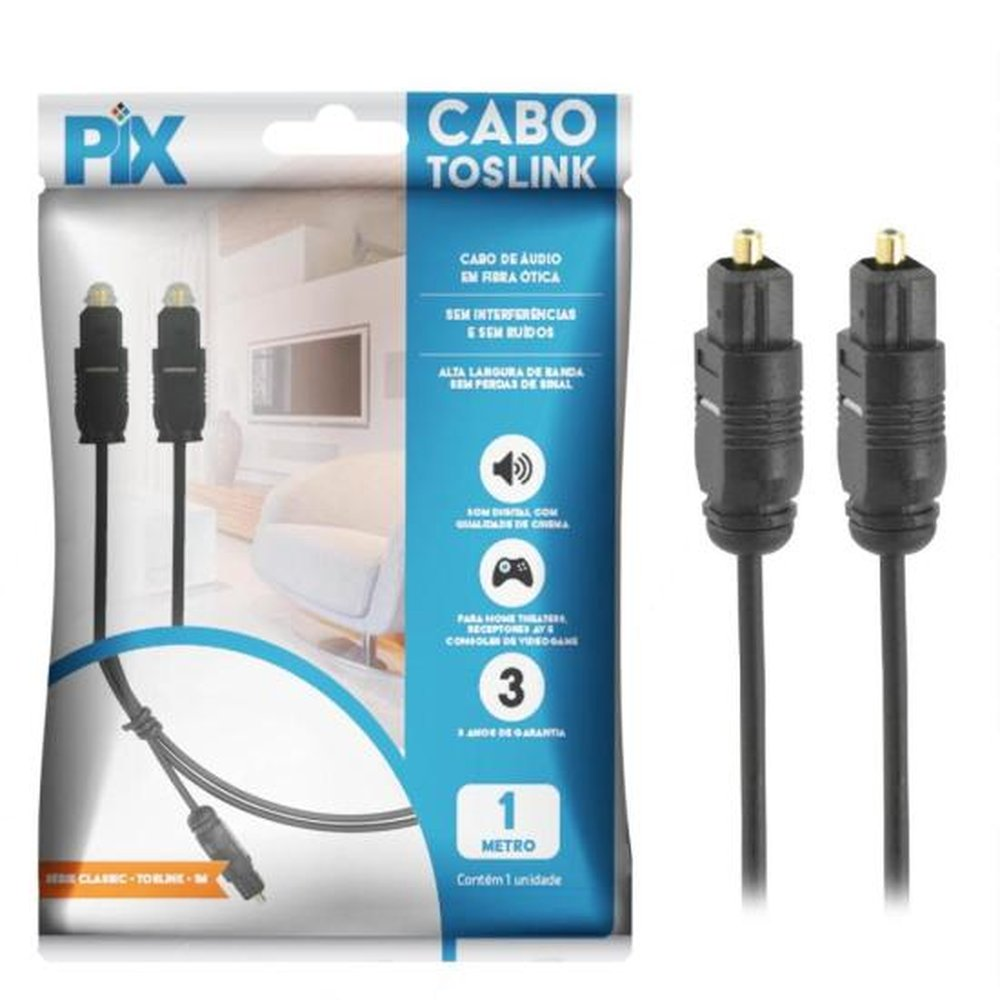 PIX
CABO
TOSLINK
CABO DE ÁUDIO
EM FIBRA ÓTICA
SEM INTERFERÊNCIAS
E SEM RUÍDOS
ALTA LARGURA DE BANDA
SEM PERDAS DE SINAL
SOM DIGITAL COM
QUALIDADE DE CINEMA
PARA HOME THEATERS,
RECEPTORES AV E
CONSOLES DE VIDEOGAME
3
3 ANOS DE GARANTIA
1
METRO
Contém 1 unidade
SÉRIE CLASSIC - TOSLINK - 1M